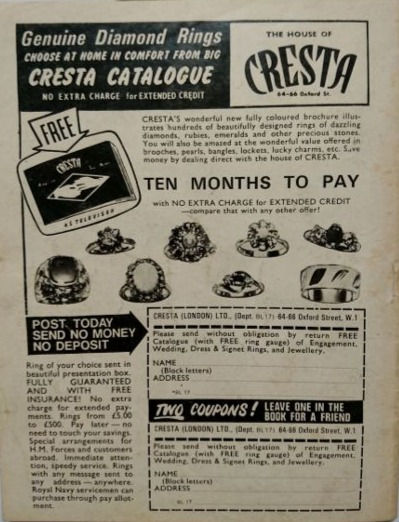 Genuine Diamond Rings
CHOOSE AT HOME IN COMFORT FROM BIG
CRESTA CATALOGUE
NO EXTRA CHARGE for EXTENDED CREDIT
THE HOUSE OF
CRESTA
64-66 Oxford St.
FREE
CRESTA
AS TELEVISED
CRESTA'S wonderful new fully coloured brochure illus-
trates hundreds of beautifully designed rings of dazzling
diamonds, rubies, emeralds and other precious stones.
You will also be amazed at the wonderful value offered in
brooches, pearls, bangles, lockets, lucky charms, etc. Save
money by dealing direct with the house of CRESTA.
TEN MONTHS TO PAY
with NO EXTRA CHARGE for EXTENDED CREDIT
—compare that with any other offer!
POST TODAY
SEND NO MONEY
NO DEPOSIT
Ring of your choice sent in
beautiful presentation box.
FULLY GUARANTEED
AND WITH FREE
INSURANCE! No extra
charge for extended pay-
ments. Rings from £5.00
to £500. Pay later — no
need to touch your savings.
Special arrangements for
H.M. Forces and customers
abroad. Immediate atten-
tion, speedy service. Rings
with any message sent to
any address — anywhere.
Royal Navy servicemen can
purchase through pay allot-
ment.
CRESTA (LONDON) LTD., (Dept. BL17) 64-66 Oxford Street, W.1
Please send without obligation by return FREE
Catalogue (with FREE ring gauge) of Engagement,
Wedding, Dress & Signet Rings, and Jewellery.
NAME
(Block letters)
ADDRESS
BL 17
TWO COUPONS! LEAVE ONE IN THE
BOOK FOR A FRIEND
CRESTA (LONDON) LTD., (Dept. BL17) 64-66 Oxford Street, W.1
Please send without obligation by return FREE
Catalogue (with FREE ring gauge) of Engagement,
Wedding, Dress & Signet Rings, and Jewellery.
NAME
(Block letters)
ADDRESS
BL 17